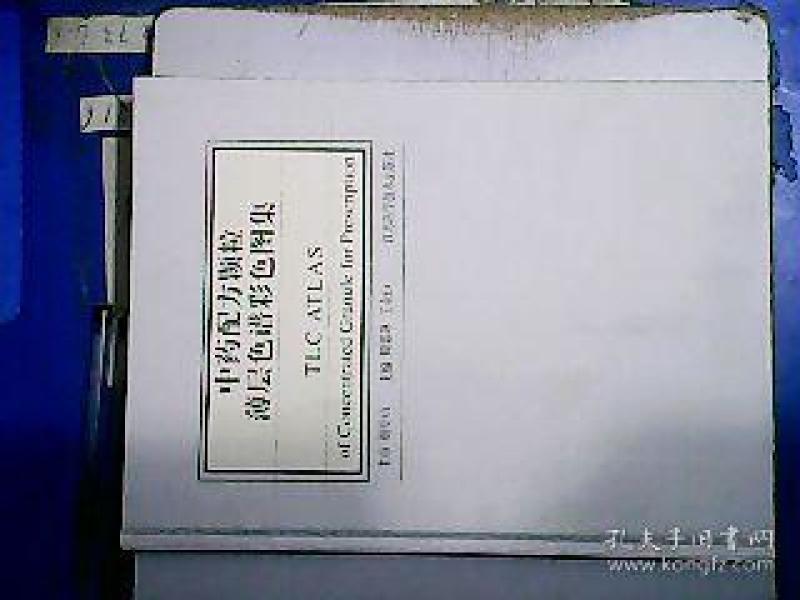 中药配方颗粒
薄层色谱彩色图集
TLC ATLAS
of Concentrated Granule for Prescription
孔夫子旧书网
www.kongfz.com